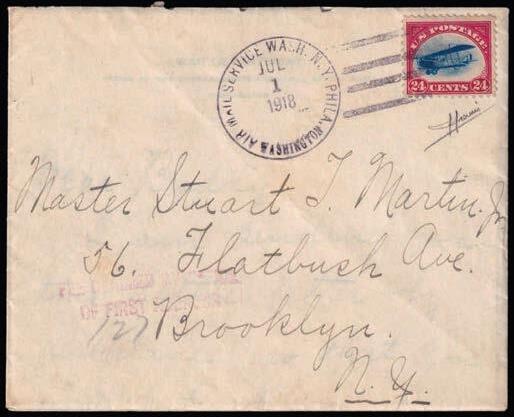 AIR MAIL SERVICE WASH. N.Y. PHILA.
JUL
1
1918
WASHINGTON
U.S. POSTAGE
24 CENTS 24
Master Stuart T. Martin. Jr
56. Flatbush Ave.
OF FIRST
127 Brooklyn.
N.Y.